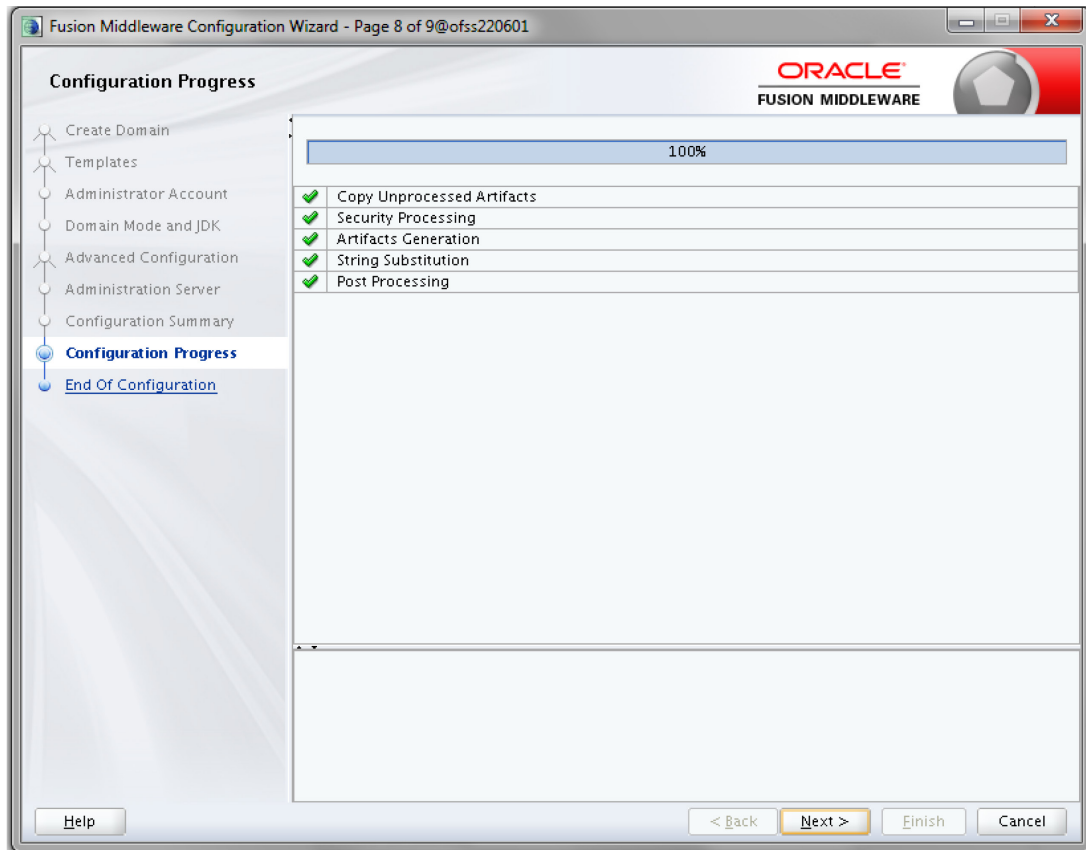 Fusion Middleware Configuration Wizard - Page 8 of 9@ofss220601
Configuration Progress
ORACLE®
FUSION MIDDLEWARE
Create Domain
Templates
Administrator Account
Domain Mode and JDK
Advanced Configuration
Administration Server
Configuration Summary
Configuration Progress
End Of Configuration
100%
Copy Unprocessed Artifacts
Security Processing
Artifacts Generation
String Substitution
Post Processing
Help
< Back
Next >
Finish
Cancel